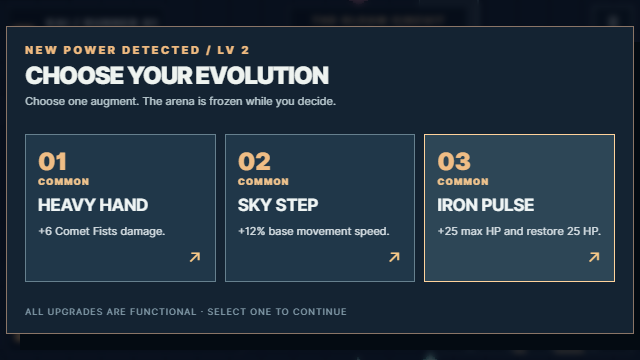 NEW POWER DETECTED / LV 2
CHOOSE YOUR EVOLUTION
Choose one augment. The arena is frozen while you decide.
01
COMMON
HEAVY HAND
+6 Comet Fists damage.
02
COMMON
SKY STEP
+12% base movement speed.
03
COMMON
IRON PULSE
+25 max HP and restore 25 HP.
ALL UPGRADES ARE FUNCTIONAL · SELECT ONE TO CONTINUE